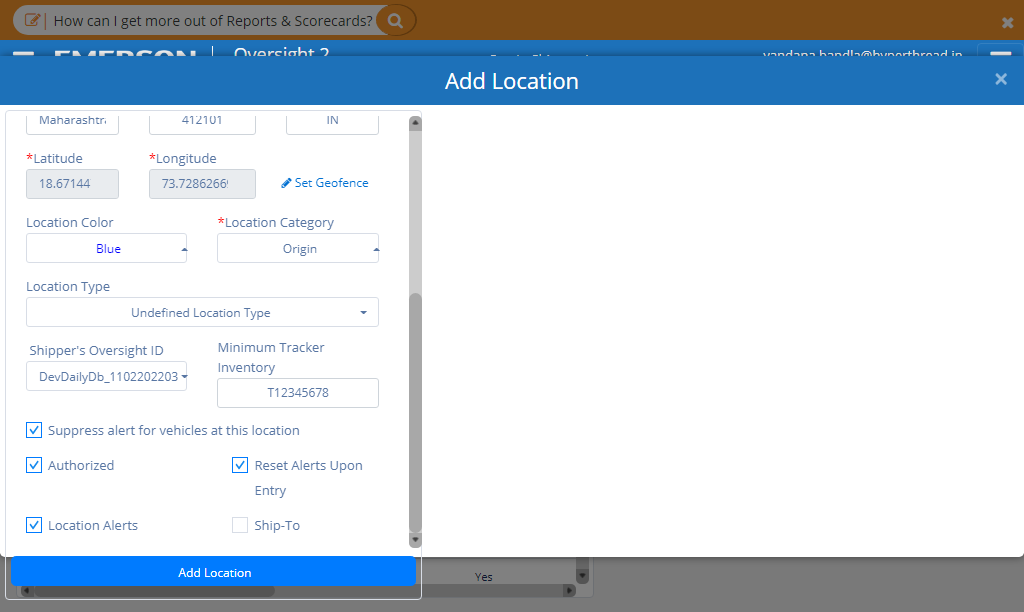 How can I get more out of Reports & Scorecards?
EMERSON Oversight 2 vandana.bandla@hyperthread.in
Add Location
Maharashtra 412101 IN
*Latitude *Longitude
18.67144 73.7286266 Set Geofence
Location Color *Location Category
Blue Origin
Location Type
Undefined Location Type
Shipper's Oversight ID Minimum Tracker
Inventory
DevDailyDb_1102202203 T12345678
Suppress alert for vehicles at this location
Authorized Reset Alerts Upon
Entry
Location Alerts Ship-To
Add Location
Yes